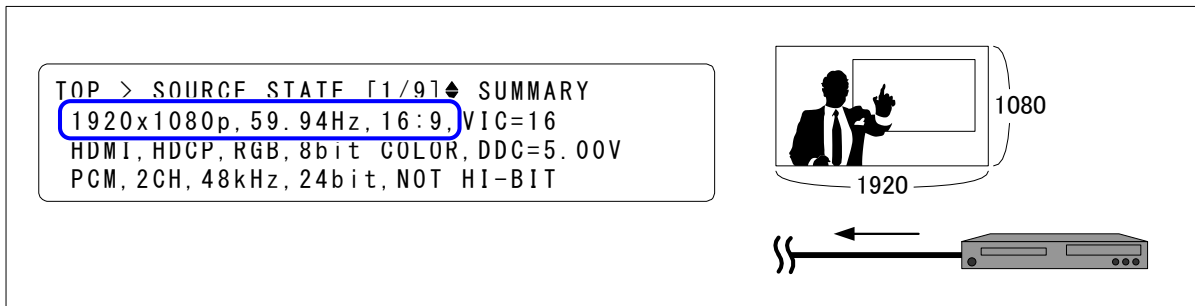 TOP > SOURCE STATE [1/9]♦ SUMMARY
1920x1080p,59.94Hz,16:9,VIC=16
HDMI,HDCP,RGB,8bit COLOR,DDC=5.00V
PCM,2CH,48kHz,24bit,NOT HI-BIT
1080
1920